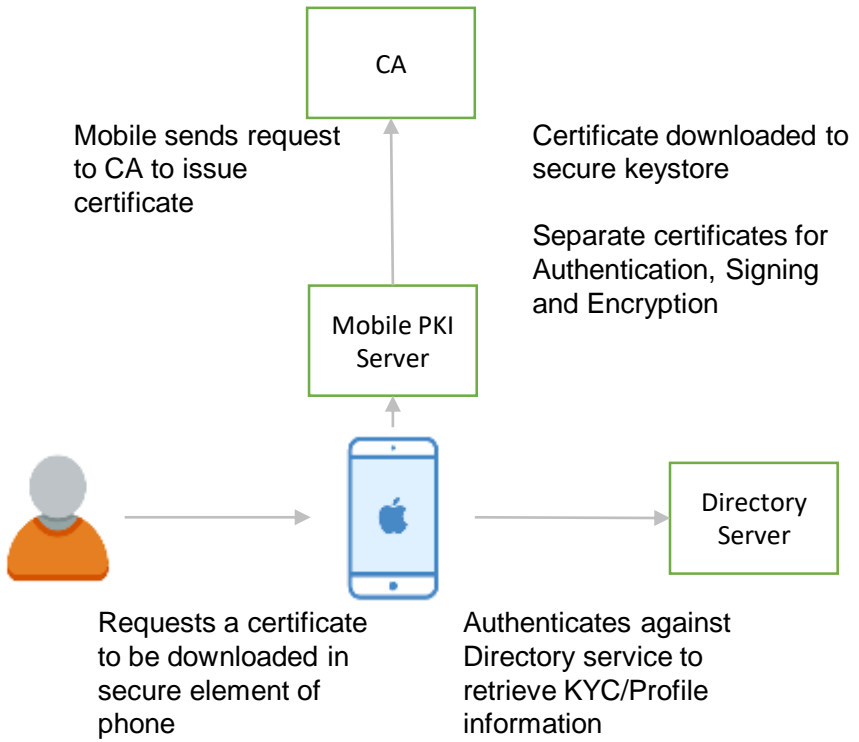 CA
Mobile sends request
to CA to issue
certificate
Certificate downloaded to
secure keystore
Separate certificates for
Authentication, Signing
and Encryption
Mobile PKI
Server
Directory
Server
Requests a certificate
to be downloaded in
secure element of
phone
Authenticates against
Directory service to
retrieve KYC/Profile
information